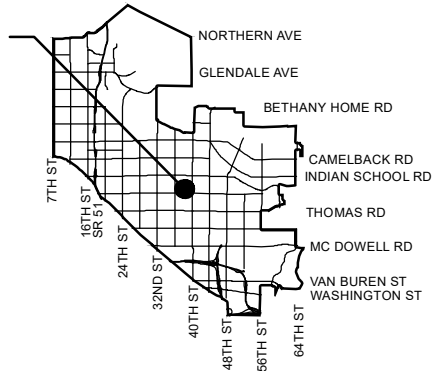 NORTHERN AVE
GLENDALE AVE
BETHANY HOME RD
CAMELBACK RD
INDIAN SCHOOL RD
THOMAS RD
MC DOWELL RD
VAN BUREN ST
WASHINGTON ST
7TH ST
16TH ST
SR 51
24TH ST
32ND ST
40TH ST
48TH ST
56TH ST
64TH ST